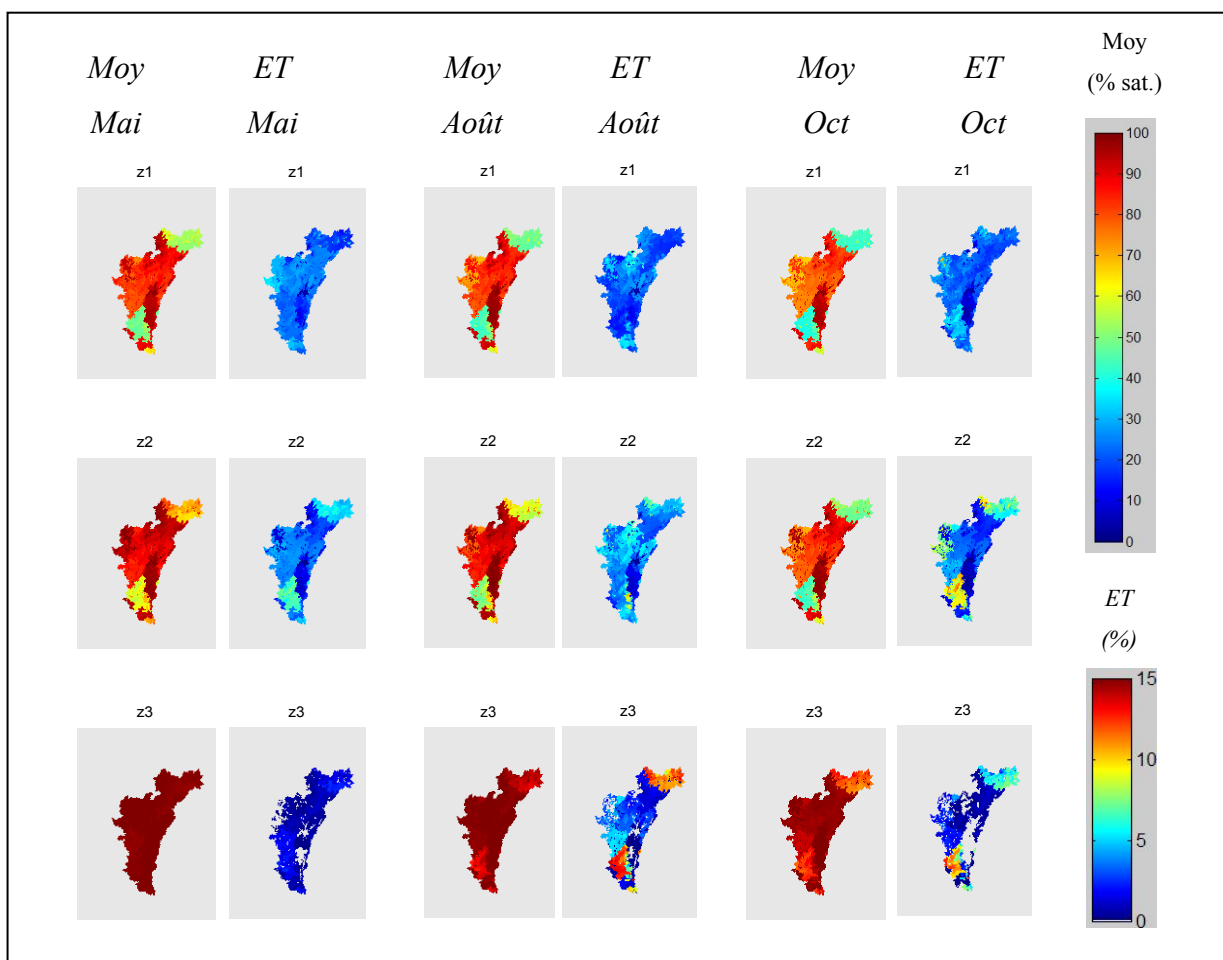 Moy ET Moy ET Moy ET
Mai Mai Août Août Oct Oct
Moy
(% sat.)
z1 z1 z1 z1 z1 z1
100
90
80
70
60
50
40
30
20
10
0
z2 z2 z2 z2 z2 z2
ET
(%)
z3 z3 z3 z3 z3 z3
15
10
5
0